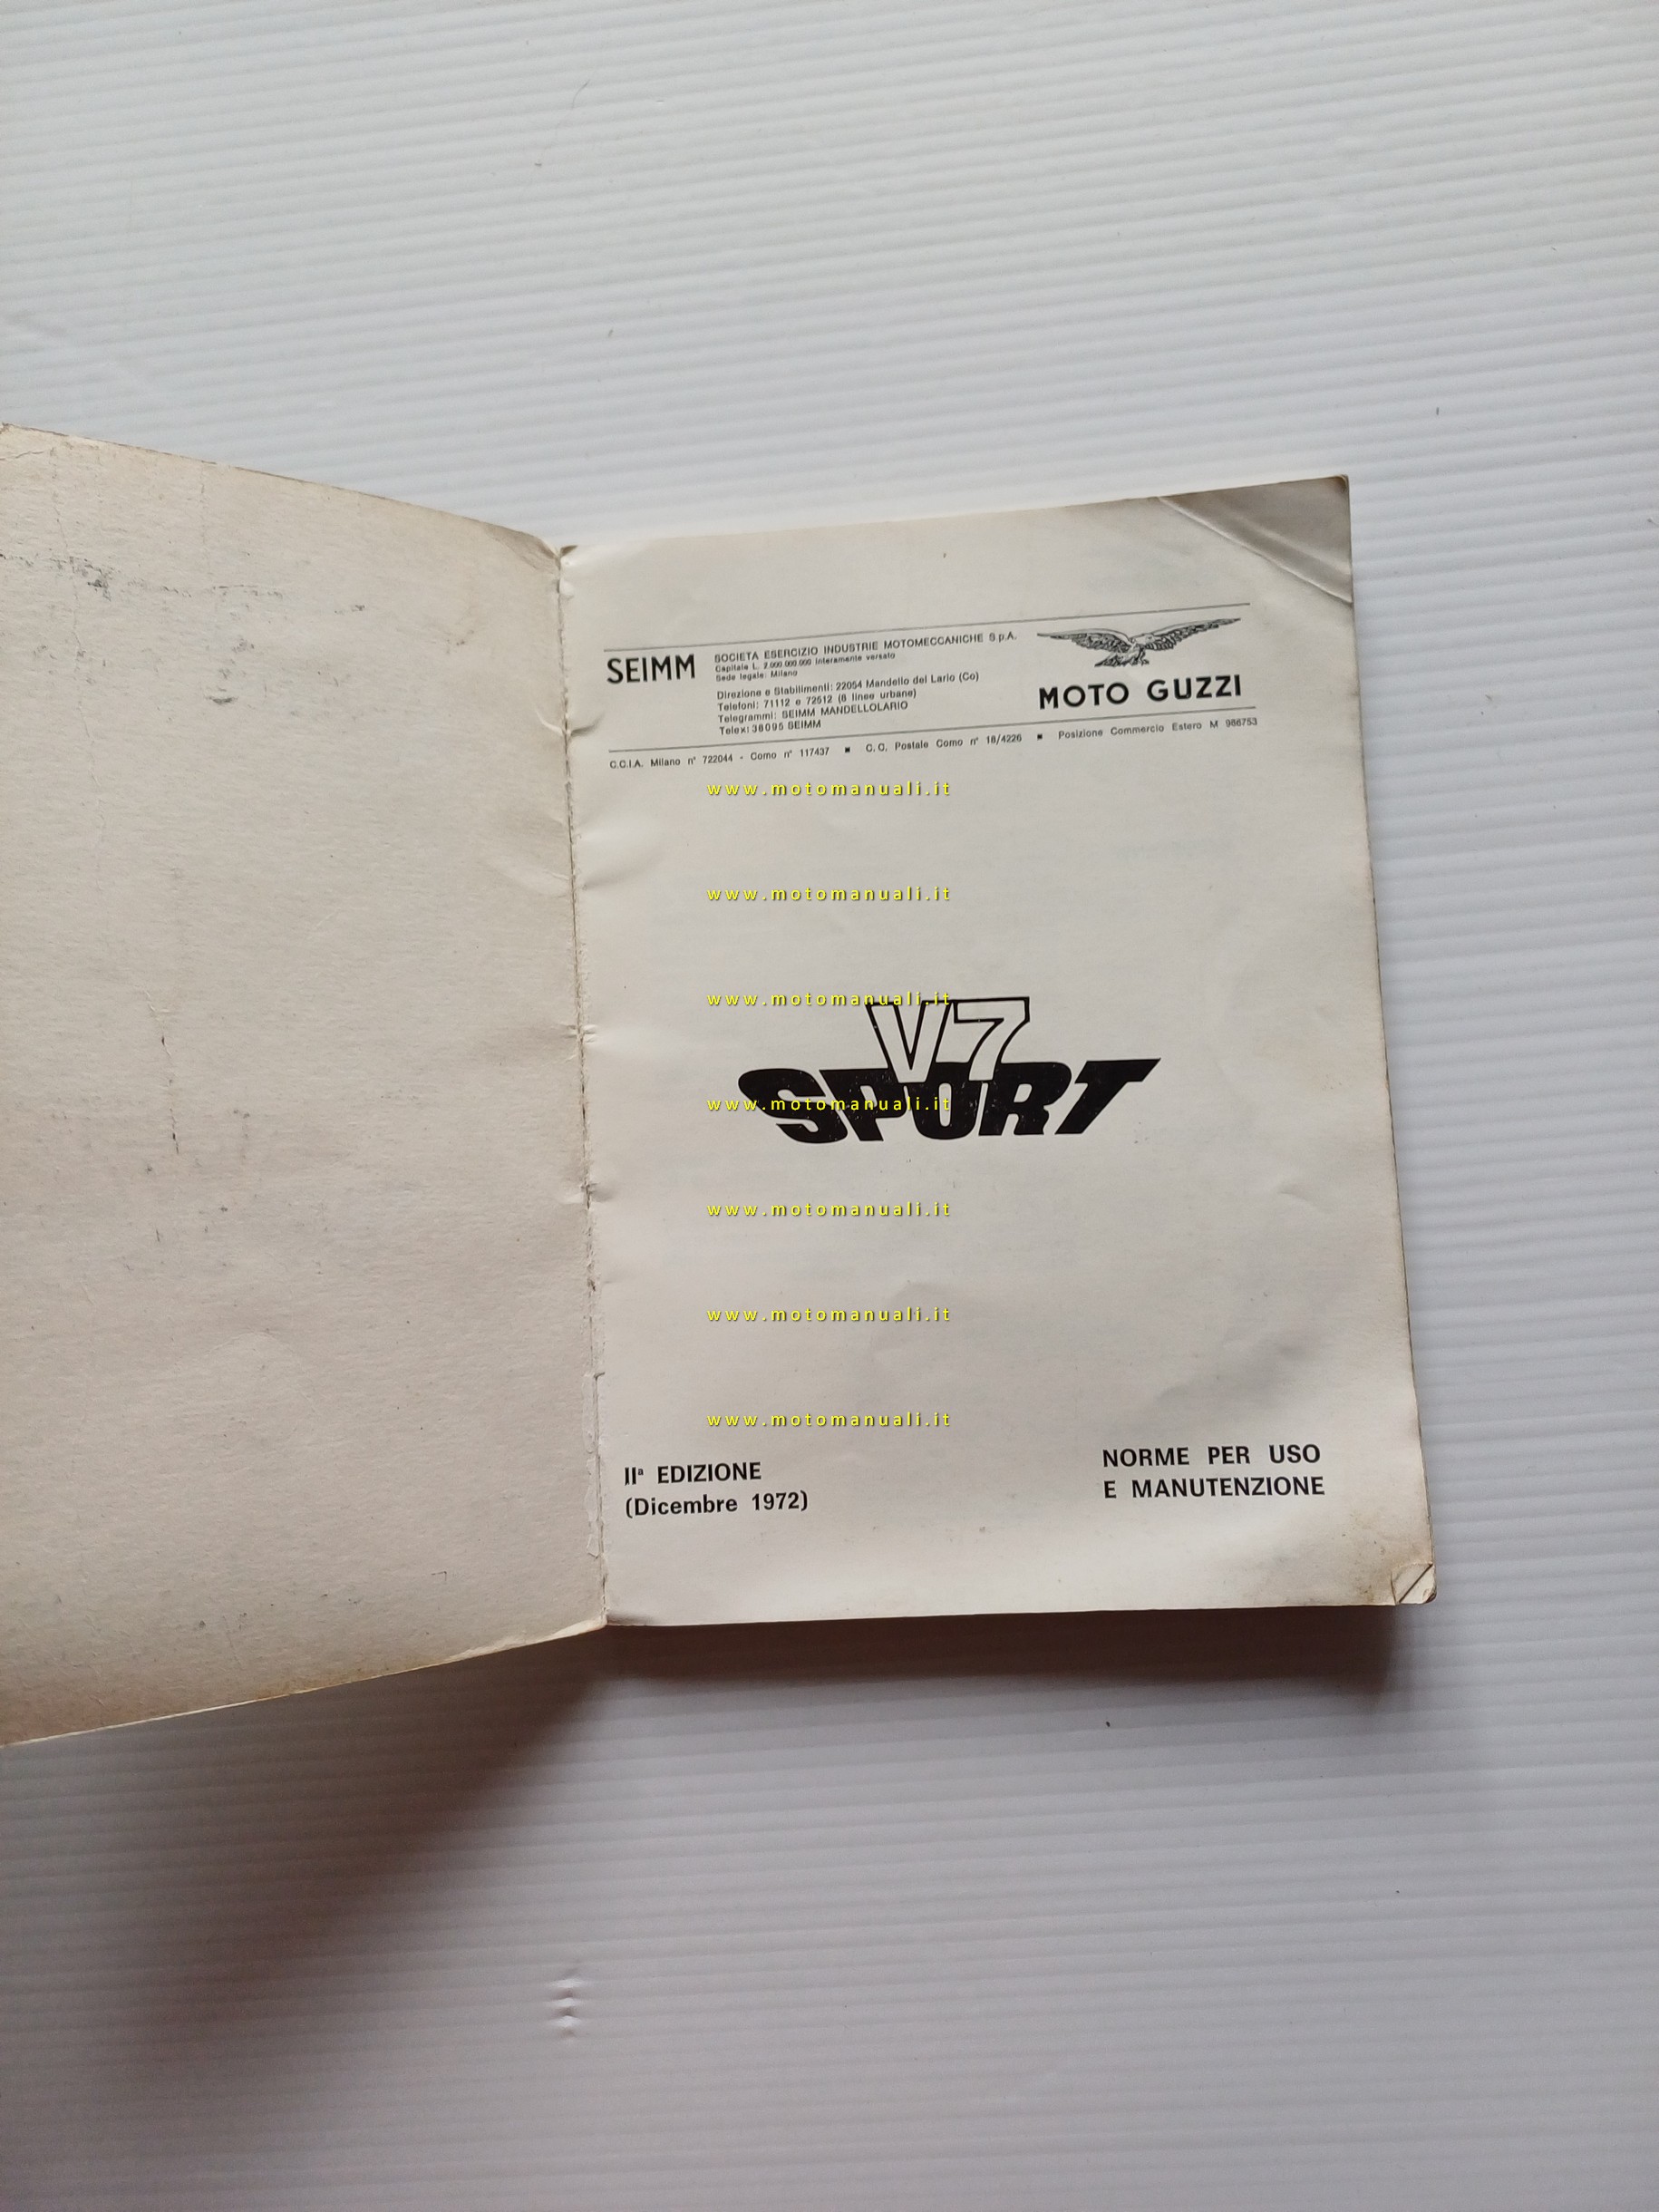 SEIMM
SOCIETA ESERCIZIO INDUSTRIE MOTOMECCANICHE S.p.A.
Capitale L. 2.000.000.000 interamente versato
Sede legale: Milano
Direzione e Stabilimenti: 22054 Mandello del Lario (Co)
Telefoni: 71112 e 72512 (8 linee urbane)
Telegrammi: SEIMM MANDELLOLARIO
Telex: 38095 SEIMM
MOTO GUZZI
C.C.I.A. Milano n° 722044 - Como n° 117437 ■ C.C. Postale Como n° 18/4226 ■ Posizione Commercio Estero M 986753
www.motomanuali.it
www.motomanuali.it
www.motomanuali.it
V7
SPORT
www.motomanuali.it
www.motomanuali.it
www.motomanuali.it
www.motomanuali.it
IIª EDIZIONE
(Dicembre 1972)
NORME PER USO
E MANUTENZIONE